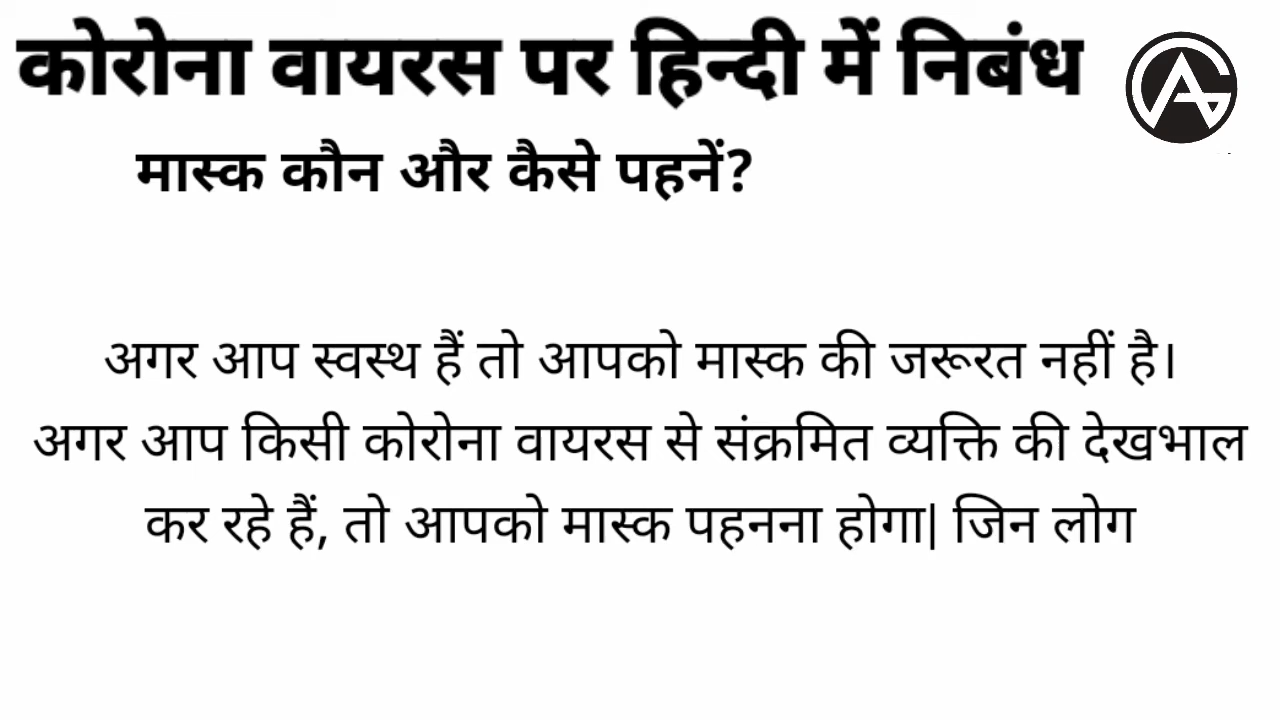 कोरोना वायरस पर हिन्दी में निबंध
मास्क कौन और कैसे पहनें?
अगर आप स्वस्थ हैं तो आपको मास्क की जरूरत नहीं है।
अगर आप किसी कोरोना वायरस से संक्रमित व्यक्ति की देखभाल
कर रहे हैं, तो आपको मास्क पहनना होगा| जिन लोग